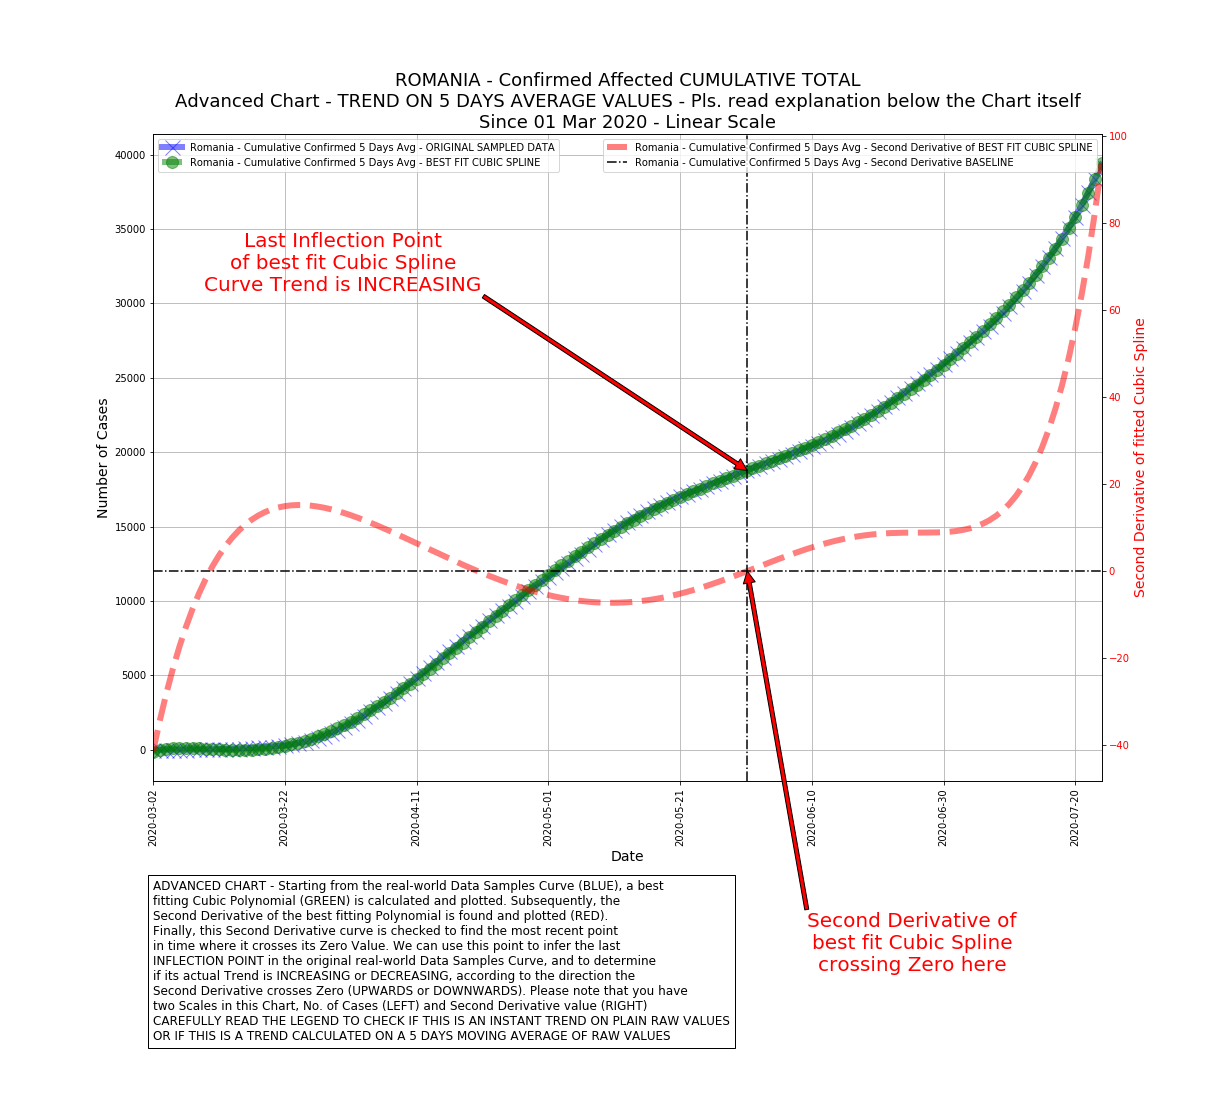 ROMANIA - Confirmed Affected CUMULATIVE TOTAL
Advanced Chart - TREND ON 5 DAYS AVERAGE VALUES - Pls. read explanation below the Chart itself
Since 01 Mar 2020 - Linear Scale
Romania - Cumulative Confirmed 5 Days Avg - ORIGINAL SAMPLED DATA
Romania - Cumulative Confirmed 5 Days Avg - BEST FIT CUBIC SPLINE
Romania - Cumulative Confirmed 5 Days Avg - Second Derivative of BEST FIT CUBIC SPLINE
Romania - Cumulative Confirmed 5 Days Avg - Second Derivative BASELINE
Last Inflection Point
of best fit Cubic Spline
Curve Trend is INCREASING
Number of Cases
40000
35000
30000
25000
20000
15000
10000
5000
0
100
80
60
40
20
0
−20
−40
Second Derivative of fitted Cubic Spline
2020-03-02
2020-03-22
2020-04-11
2020-05-01
2020-05-21
2020-06-10
2020-06-30
2020-07-20
Date
ADVANCED CHART - Starting from the real-world Data Samples Curve (BLUE), a best
fitting Cubic Polynomial (GREEN) is calculated and plotted. Subsequently, the
Second Derivative of the best fitting Polynomial is found and plotted (RED).
Finally, this Second Derivative curve is checked to find the most recent point
in time where it crosses its Zero Value. We can use this point to infer the last
INFLECTION POINT in the original real-world Data Samples Curve, and to determine
if its actual Trend is INCREASING or DECREASING, according to the direction the
Second Derivative crosses Zero (UPWARDS or DOWNWARDS). Please note that you have
two Scales in this Chart, No. of Cases (LEFT) and Second Derivative value (RIGHT)
CAREFULLY READ THE LEGEND TO CHECK IF THIS IS AN INSTANT TREND ON PLAIN RAW VALUES
OR IF THIS IS A TREND CALCULATED ON A 5 DAYS MOVING AVERAGE OF RAW VALUES
Second Derivative of
best fit Cubic Spline
crossing Zero here